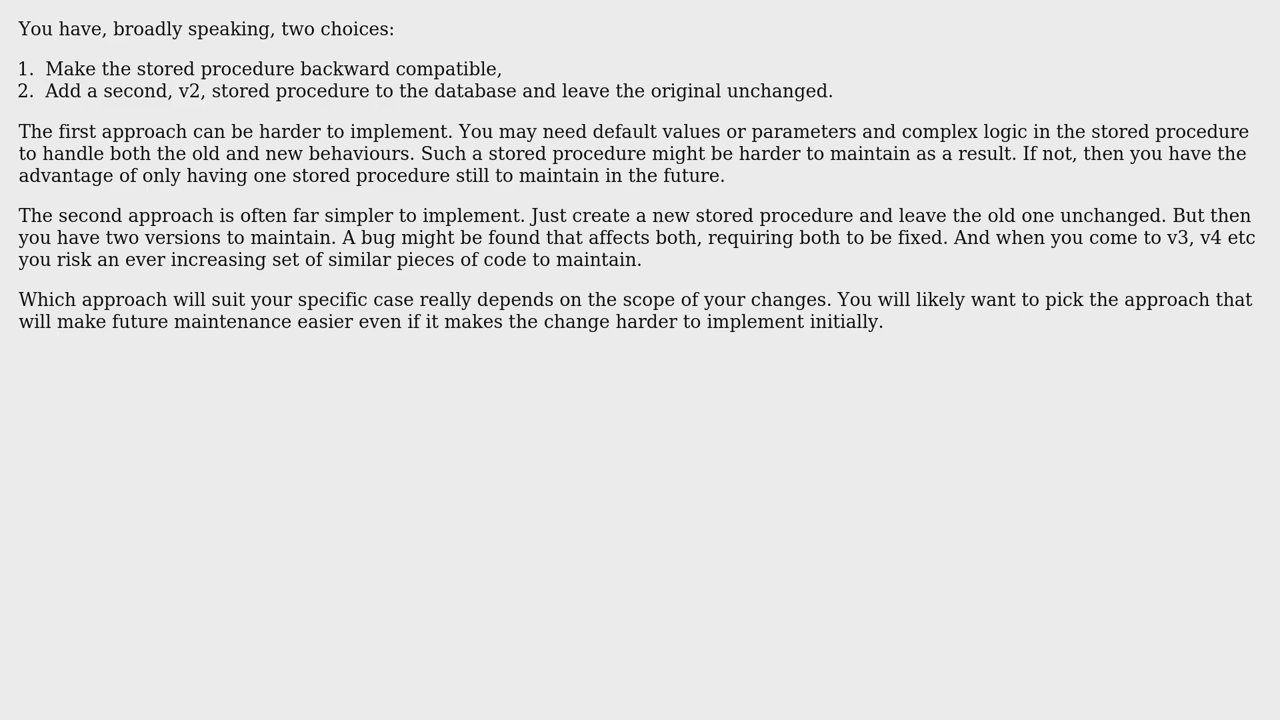 You have, broadly speaking, two choices:
1. Make the stored procedure backward compatible,
2. Add a second, v2, stored procedure to the database and leave the original unchanged.
The first approach can be harder to implement. You may need default values or parameters and complex logic in the stored procedure
to handle both the old and new behaviours. Such a stored procedure might be harder to maintain as a result. If not, then you have the
advantage of only having one stored procedure still to maintain in the future.
The second approach is often far simpler to implement. Just create a new stored procedure and leave the old one unchanged. But then
you have two versions to maintain. A bug might be found that affects both, requiring both to be fixed. And when you come to v3, v4 etc
you risk an ever increasing set of similar pieces of code to maintain.
Which approach will suit your specific case really depends on the scope of your changes. You will likely want to pick the approach that
will make future maintenance easier even if it makes the change harder to implement initially.